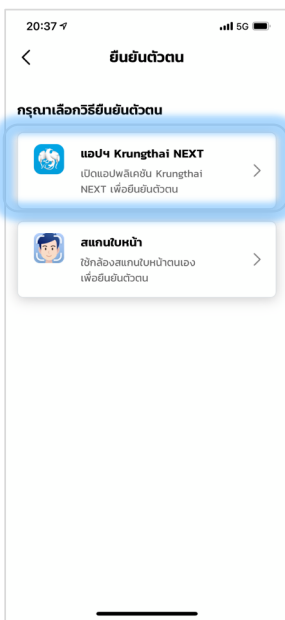 20:37 5G
ยืนยันตัวตน
กรุณาเลือกวิธียืนยันตัวตน
แอปฯ Krungthai NEXT
เปิดแอปพลิเคชัน Krungthai
NEXT เพื่อยืนยันตัวตน
สแกนใบหน้า
ใช้กล้องสแกนใบหน้าตนเอง
เพื่อยืนยันตัวตน